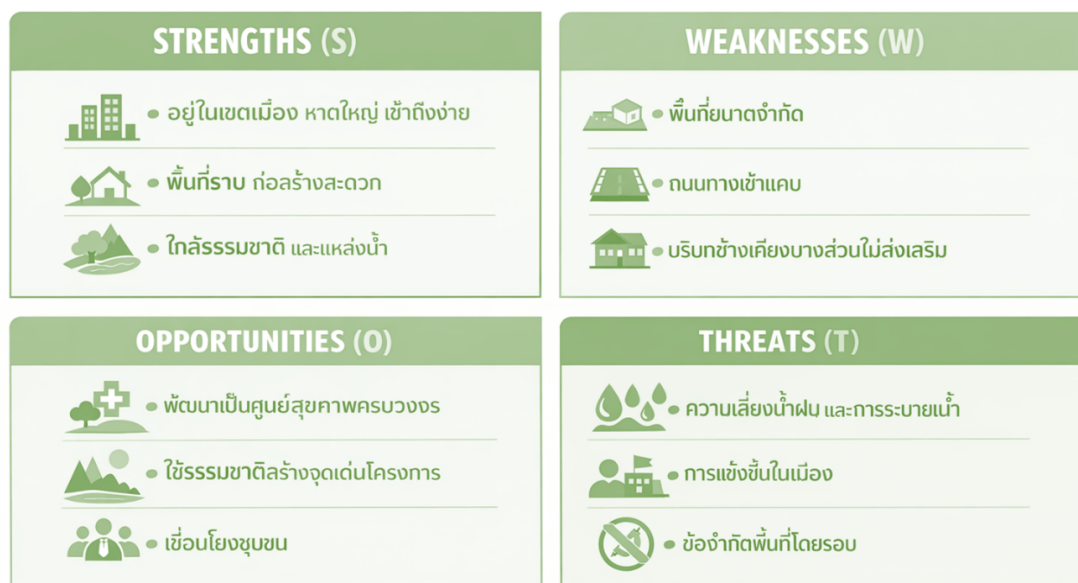 STRENGTHS (S)
อยู่ในเขตเมือง หาดใหญ่ เข้าถึงง่าย
พื้นที่ราบ ก่อสร้างสะดวก
ใกล้รรรมชาติ และแหล่งน้ำ
WEAKNESSES (W)
พื้นที่ยนาตจำกัด
ถนนทางเข้าแคบ
บริบทข้างเคียงบางส่วนไม่ส่งเสริม
OPPORTUNITIES (O)
พัฒนาเป็นศูนย์สุขคาพครบวงงร
ใช้รรรมชาติสร้างจุดเด่นโครงการ
เชื่อนโยงชุมขน
THREATS (T)
ความเสี่ยงน้ำฝน และการระบายเน้ำ
การแข้งขึ้นในเมือง
ข้อจำกัตพื้นที่โดยรอบ